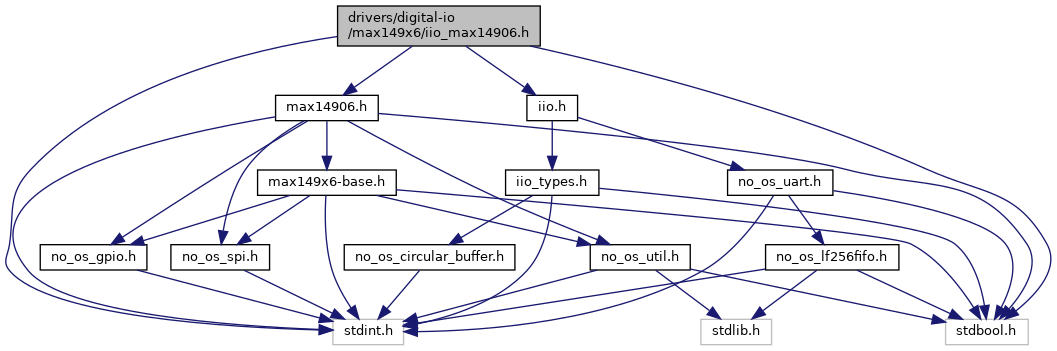 drivers/digital-io
/max149x6/iio_max14906.h
max14906.h
iio.h
max149x6-base.h
iio_types.h
no_os_uart.h
no_os_gpio.h
no_os_spi.h
no_os_circular_buffer.h
no_os_util.h
no_os_lf256fifo.h
stdint.h
stdlib.h
stdbool.h